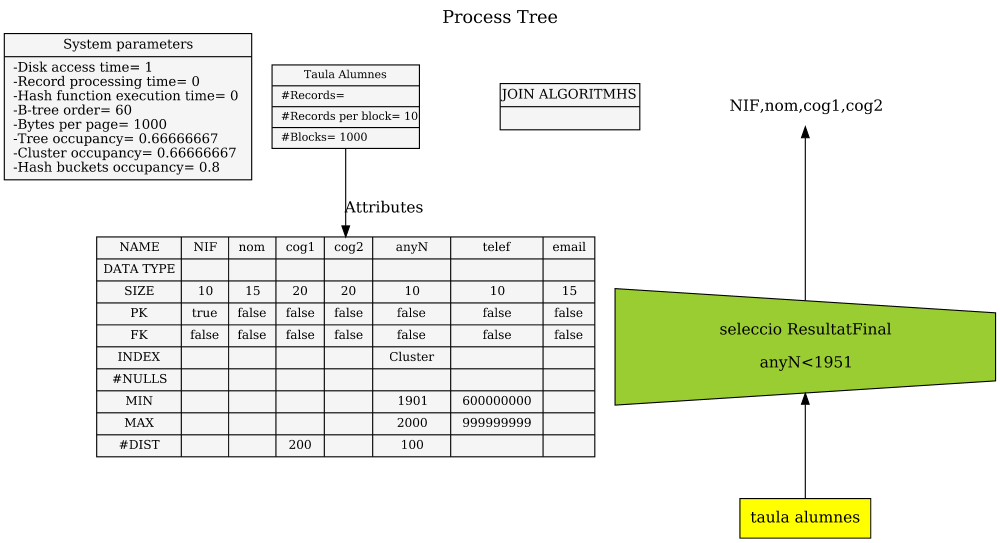 Process Tree
System parameters
-Disk access time= 1
-Record processing time= 0
-Hash function execution time= 0
-B-tree order= 60
-Bytes per page= 1000
-Tree occupancy= 0.66666667
-Cluster occupancy= 0.66666667
-Hash buckets occupancy= 0.8
Taula Alumnes
#Records=
#Records per block= 10
#Blocks= 1000
JOIN ALGORITMHS
NIF,nom,cog1,cog2
Attributes
NAME NIF nom cog1 cog2 anyN telef email
DATA TYPE
SIZE 10 15 20 20 10 10 15
PK true false false false false false false
FK false false false false false false false
INDEX Cluster
#NULLS
MIN 1901 600000000
MAX 2000 999999999
#DIST 200 100
seleccio ResultatFinal
anyN<1951
taula alumnes